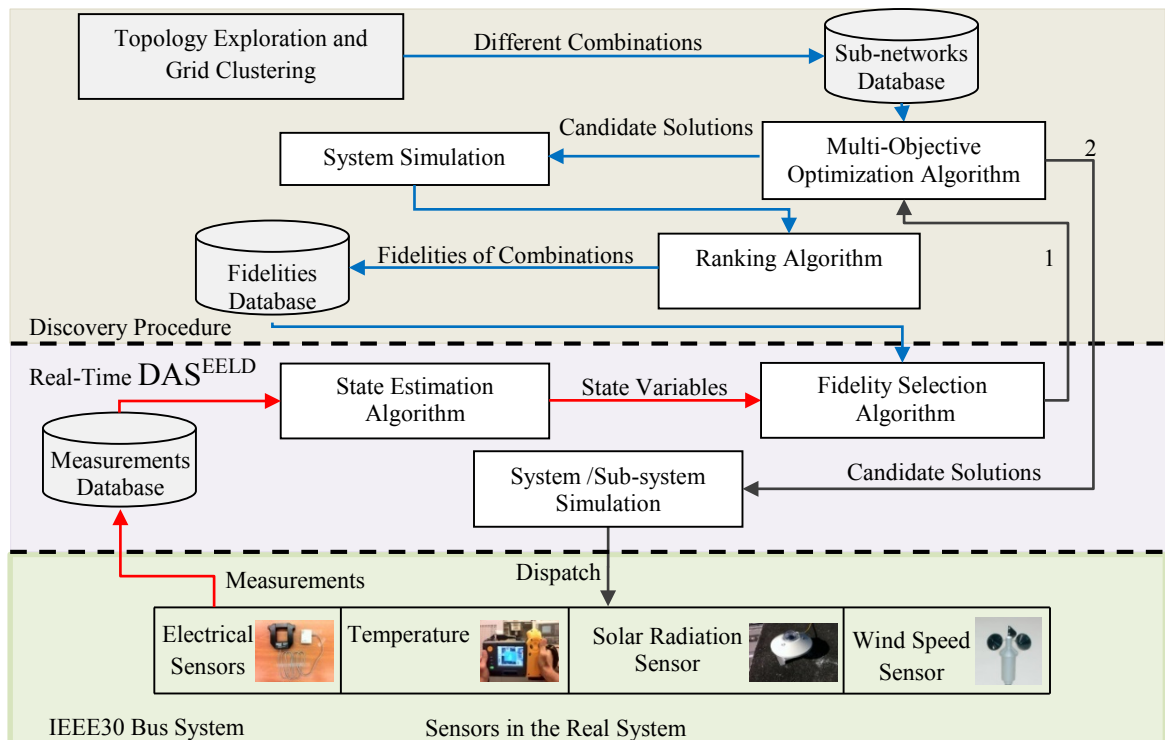 Topology Exploration and
Grid Clustering
Different Combinations
Sub-networks
Database
Candidate Solutions
System Simulation
Multi-Objective
Optimization Algorithm
2
Fidelities of Combinations
Ranking Algorithm
1
Fidelities
Database
Discovery Procedure
Real-Time DAS^EELD
State Estimation
Algorithm
State Variables
Fidelity Selection
Algorithm
Measurements
Database
System /Sub-system
Simulation
Candidate Solutions
Measurements
Dispatch
Electrical
Sensors
Temperature
Solar Radiation
Sensor
Wind Speed
Sensor
IEEE30 Bus System
Sensors in the Real System